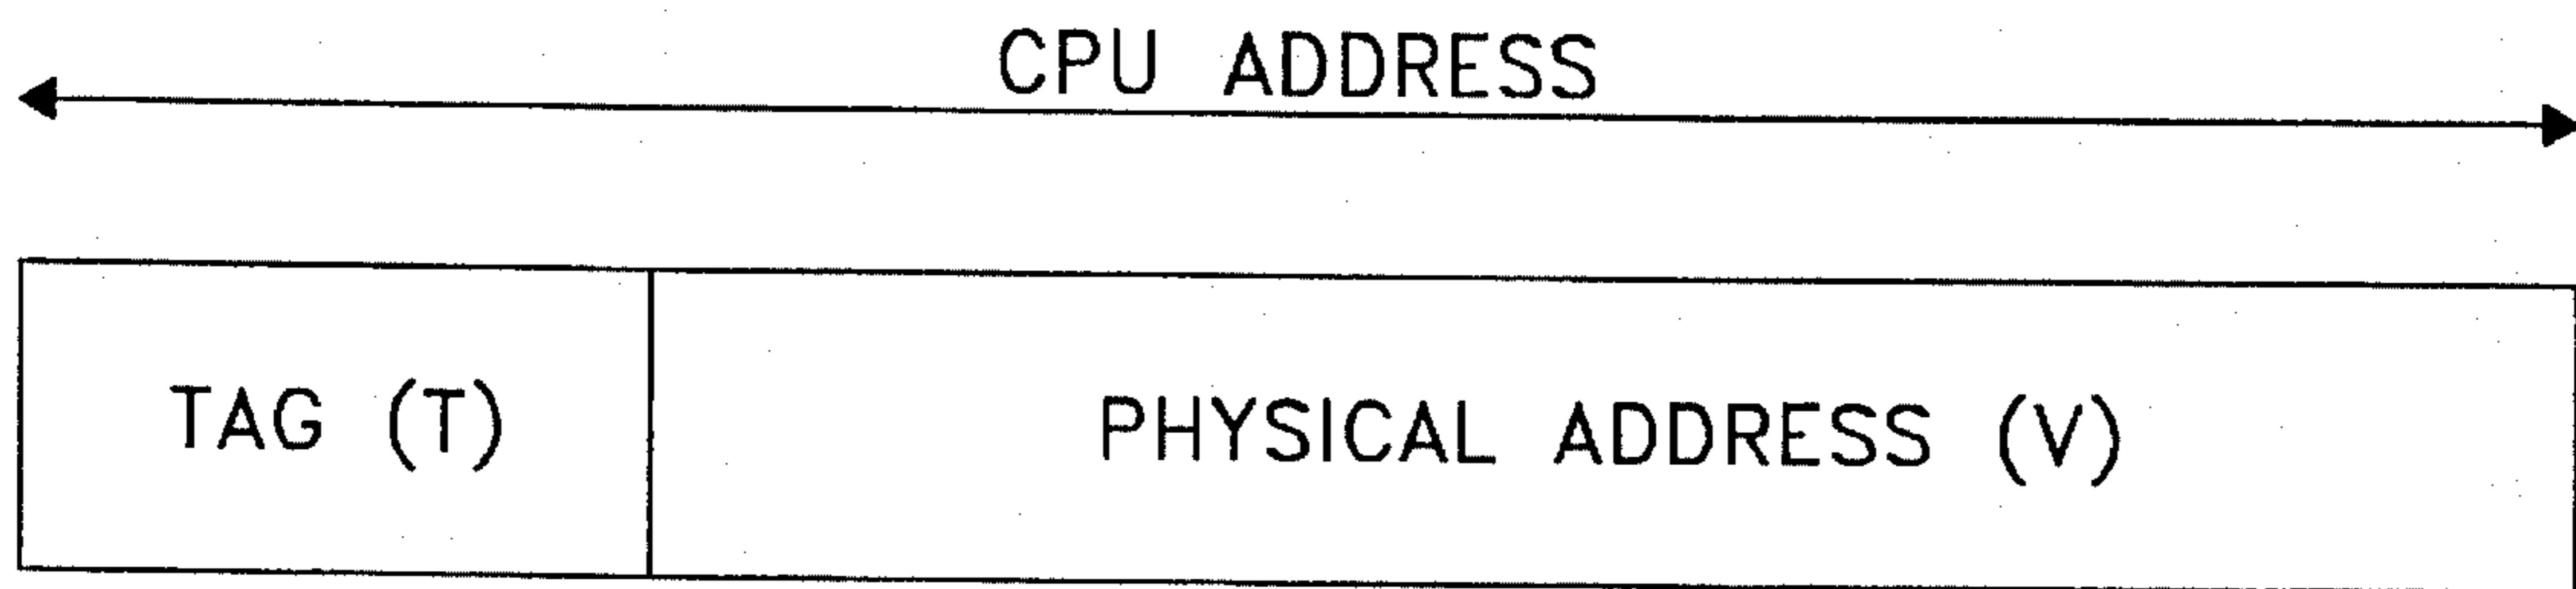 CPU ADDRESS
TAG (T) PHYSICAL ADDRESS (V)